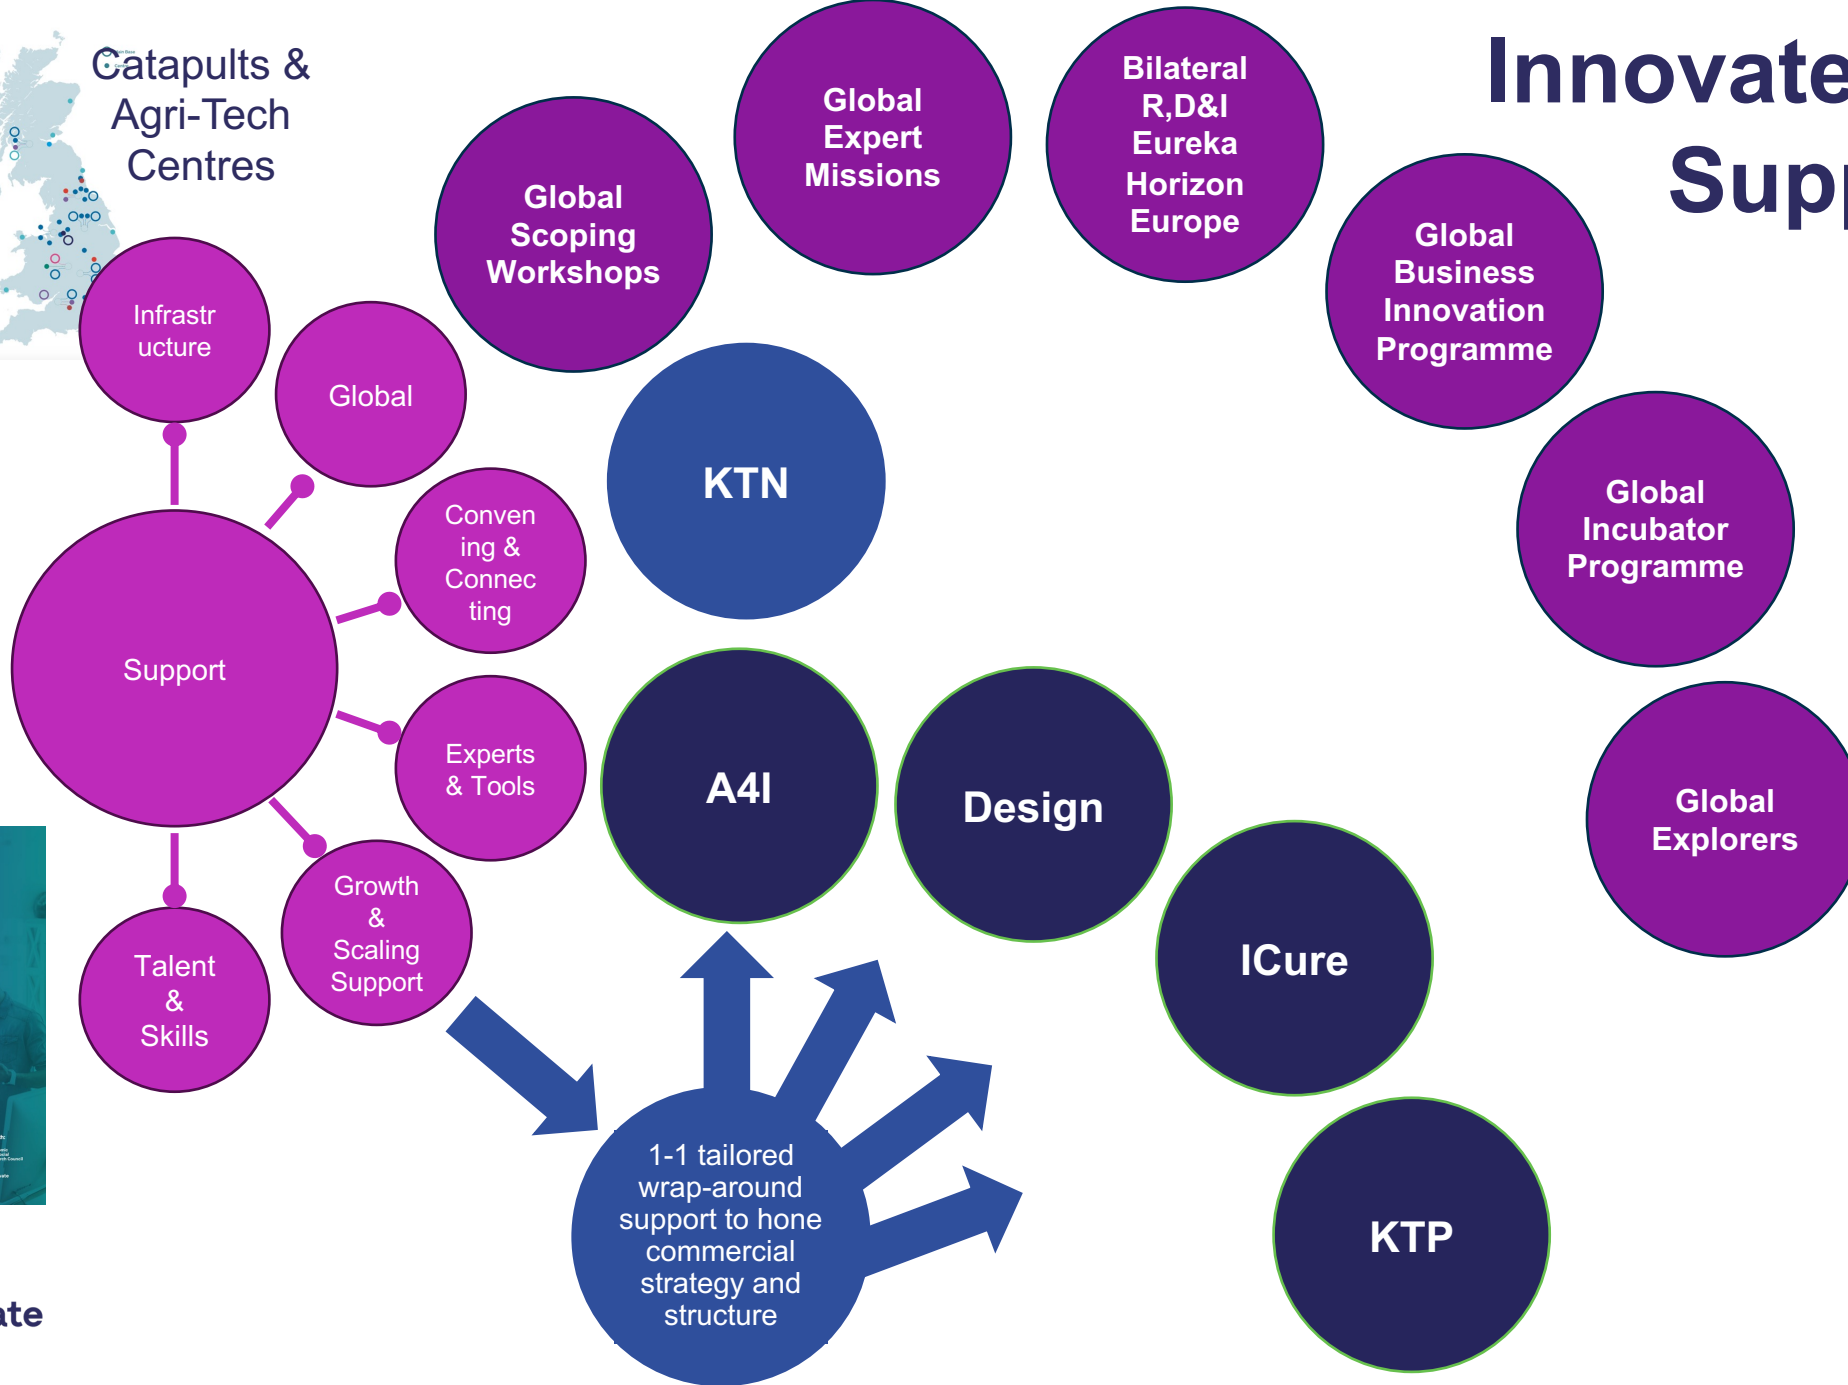 Catapults &
Agri-Tech
Centres
Innovate
Supp
Global
Scoping
Workshops
Global
Expert
Missions
Bilateral
R,D&I
Eureka
Horizon
Europe
Global
Business
Innovation
Programme
Global
Incubator
Programme
Global
Explorers
Infrastr
ucture
Global
Conven
ing &
Connec
ting
Support
Experts
& Tools
Growth
&
Scaling
Support
Talent
&
Skills
KTN
A4I
Design
ICure
KTP
1-1 tailored
wrap-around
support to hone
commercial
strategy and
structure
ate